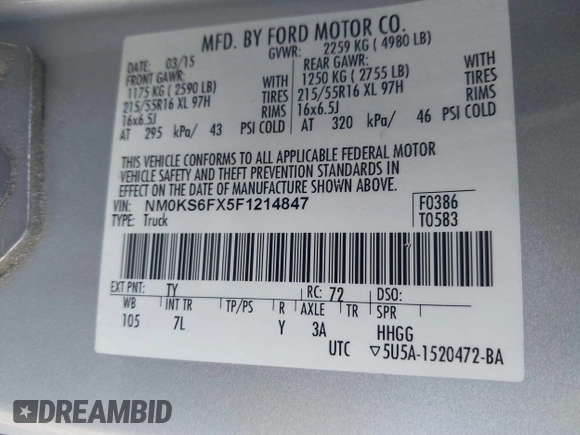 MFD. BY FORD MOTOR CO.
DATE: 03/15 GVWR: 2259 KG ( 4980 LB)
FRONT GAWR: REAR GAWR:
1175 KG ( 2590 LB) WITH 1250 KG ( 2755 LB) WITH
215/55R16 XL 97H TIRES 215/55R16 XL 97H TIRES
16x6.5J RIMS 16x6.5J RIMS
AT 295 kPa/ 43 PSI COLD AT 320 kPa/ 46 PSI COLD
THIS VEHICLE CONFORMS TO ALL APPLICABLE FEDERAL MOTOR
VEHICLE SAFETY AND THEFT PREVENTION STANDARDS IN
EFFECT ON THE DATE OF MANUFACTURE SHOWN ABOVE.
VIN: NM0KS6FX5F1214847 F0386
TYPE: Truck T0583
EXT PNT: TY RC: 72 DSO:
WB INT TR TP/PS R AXLE TR SPR
105 7L Y 3A HHGG
UTC ▽5U5A-1520472-BA
DREAMBID